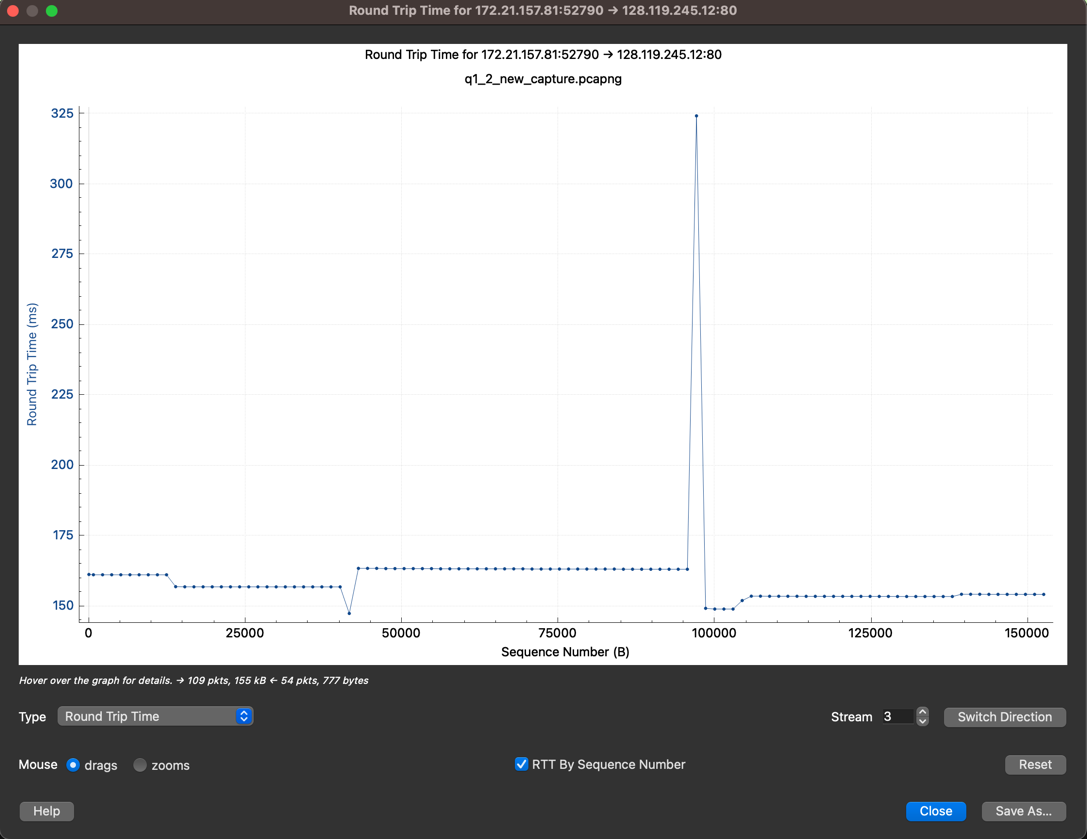 Round Trip Time for 172.21.157.81:52790 → 128.119.245.12:80
Round Trip Time for 172.21.157.81:52790 → 128.119.245.12:80
q1_2_new_capture.pcapng
325
300
275
250
225
200
175
150
Round Trip Time (ms)
0 25000 50000 75000 100000 125000 150000
Sequence Number (B)
Hover over the graph for details. → 109 pkts, 155 kB ← 54 pkts, 777 bytes
Type Round Trip Time Stream 3 Switch Direction
Mouse drags zooms RTT By Sequence Number Reset
Help Close Save As...